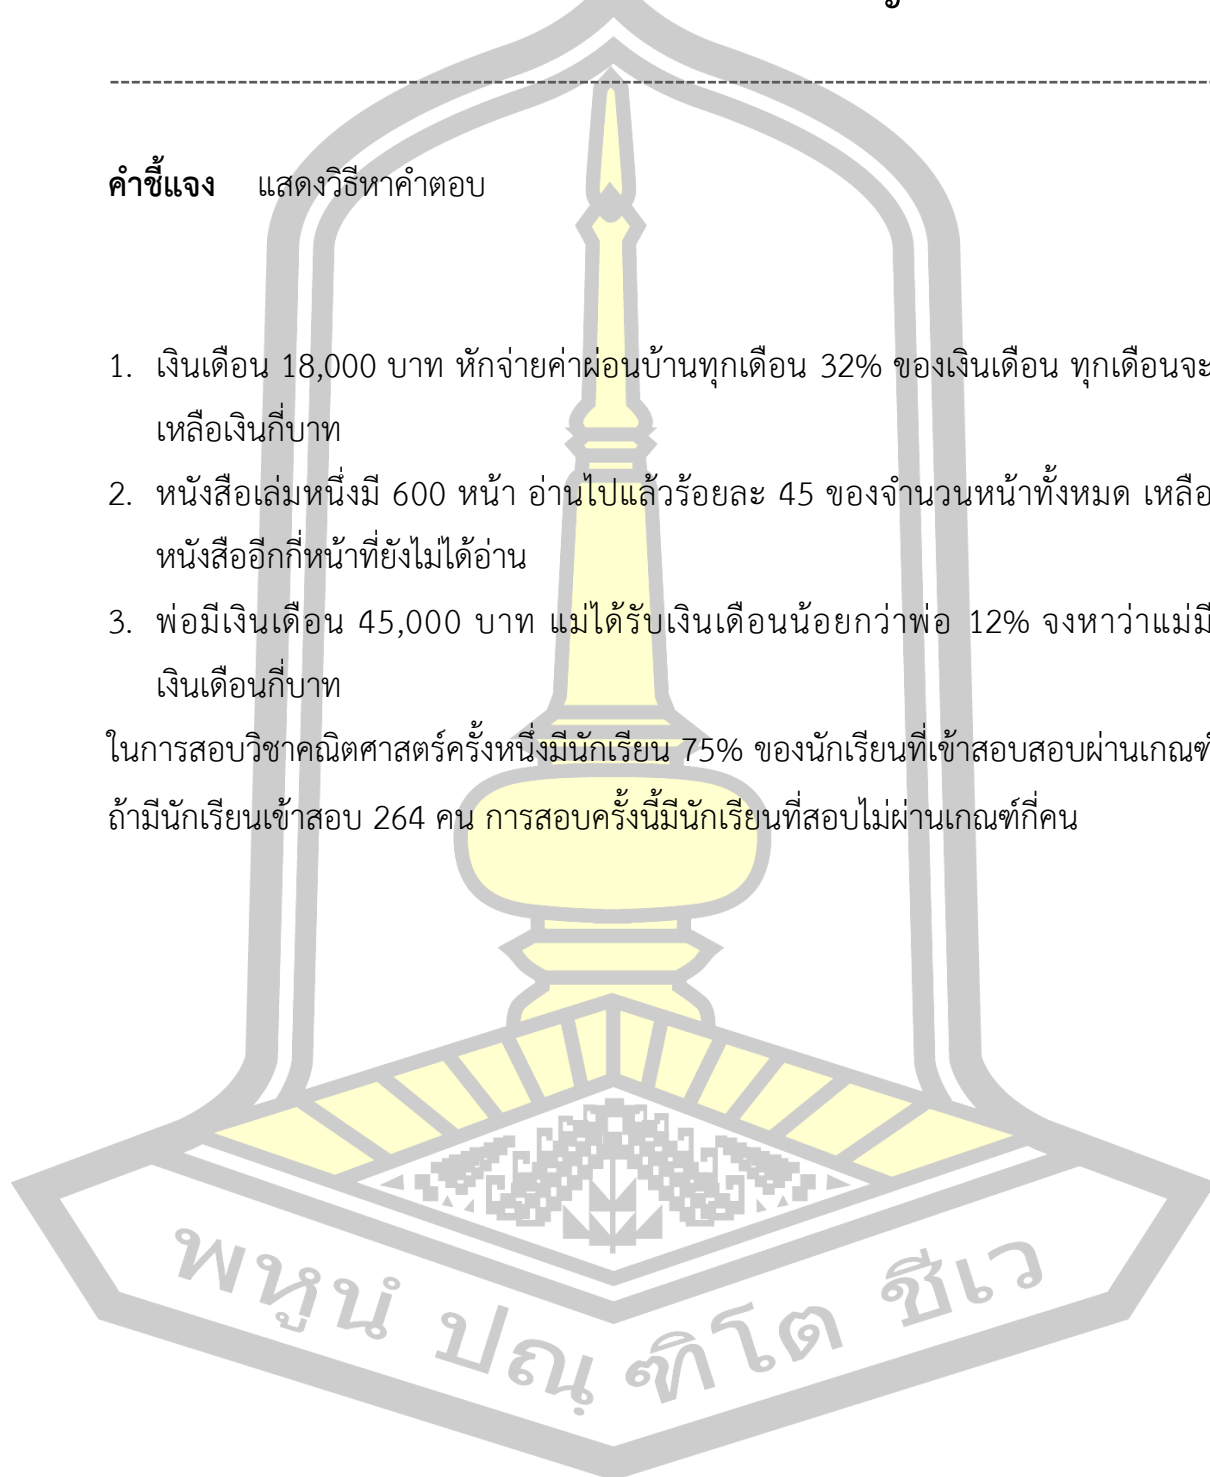 คำชี้แจง แสดงวิธีหาคำตอบ
1. เงินเดือน 18,000 บาท หักจ่ายค่าผ่อนบ้านทุกเดือน 32% ของเงินเดือน ทุกเดือนจะ
เหลือเงินกี่บาท
2. หนังสือเล่มหนึ่งมี 600 หน้า อ่านไปแล้วร้อยละ 45 ของจำนวนหน้าทั้งหมด เหลือ
หนังสืออีกกี่หน้าที่ยังไม่ได้อ่าน
3. พ่อมีเงินเดือน 45,000 บาท แม่ได้รับเงินเดือนน้อยกว่าพ่อ 12% จงหาว่าแม่มี
เงินเดือนกี่บาท
ในการสอบวิชาคณิตศาสตร์ครั้งหนึ่งมีนักเรียน 75% ของนักเรียนที่เข้าสอบสอบผ่านเกณฑ์
ถ้ามีนักเรียนเข้าสอบ 264 คน การสอบครั้งนี้มีนักเรียนที่สอบไม่ผ่านเกณฑ์กี่คน
พหูนํ ปณฺฑิโต ชีเว